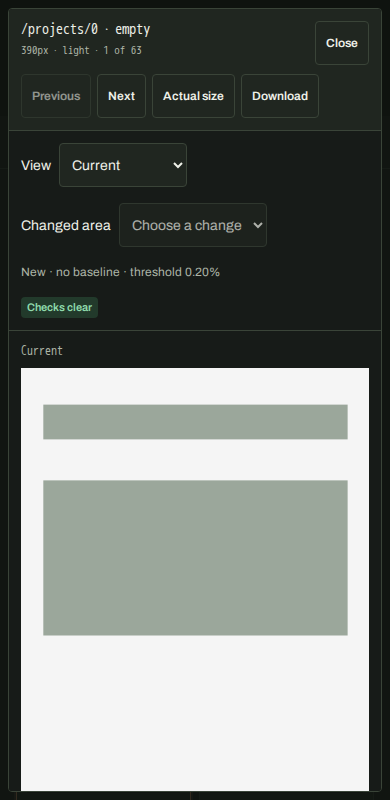 /projects/0 · empty
390px · light · 1 of 63
Close
Previous
Next
Actual size
Download
View
Current
Changed area
Choose a change
New · no baseline · threshold 0.20%
Checks clear
Current